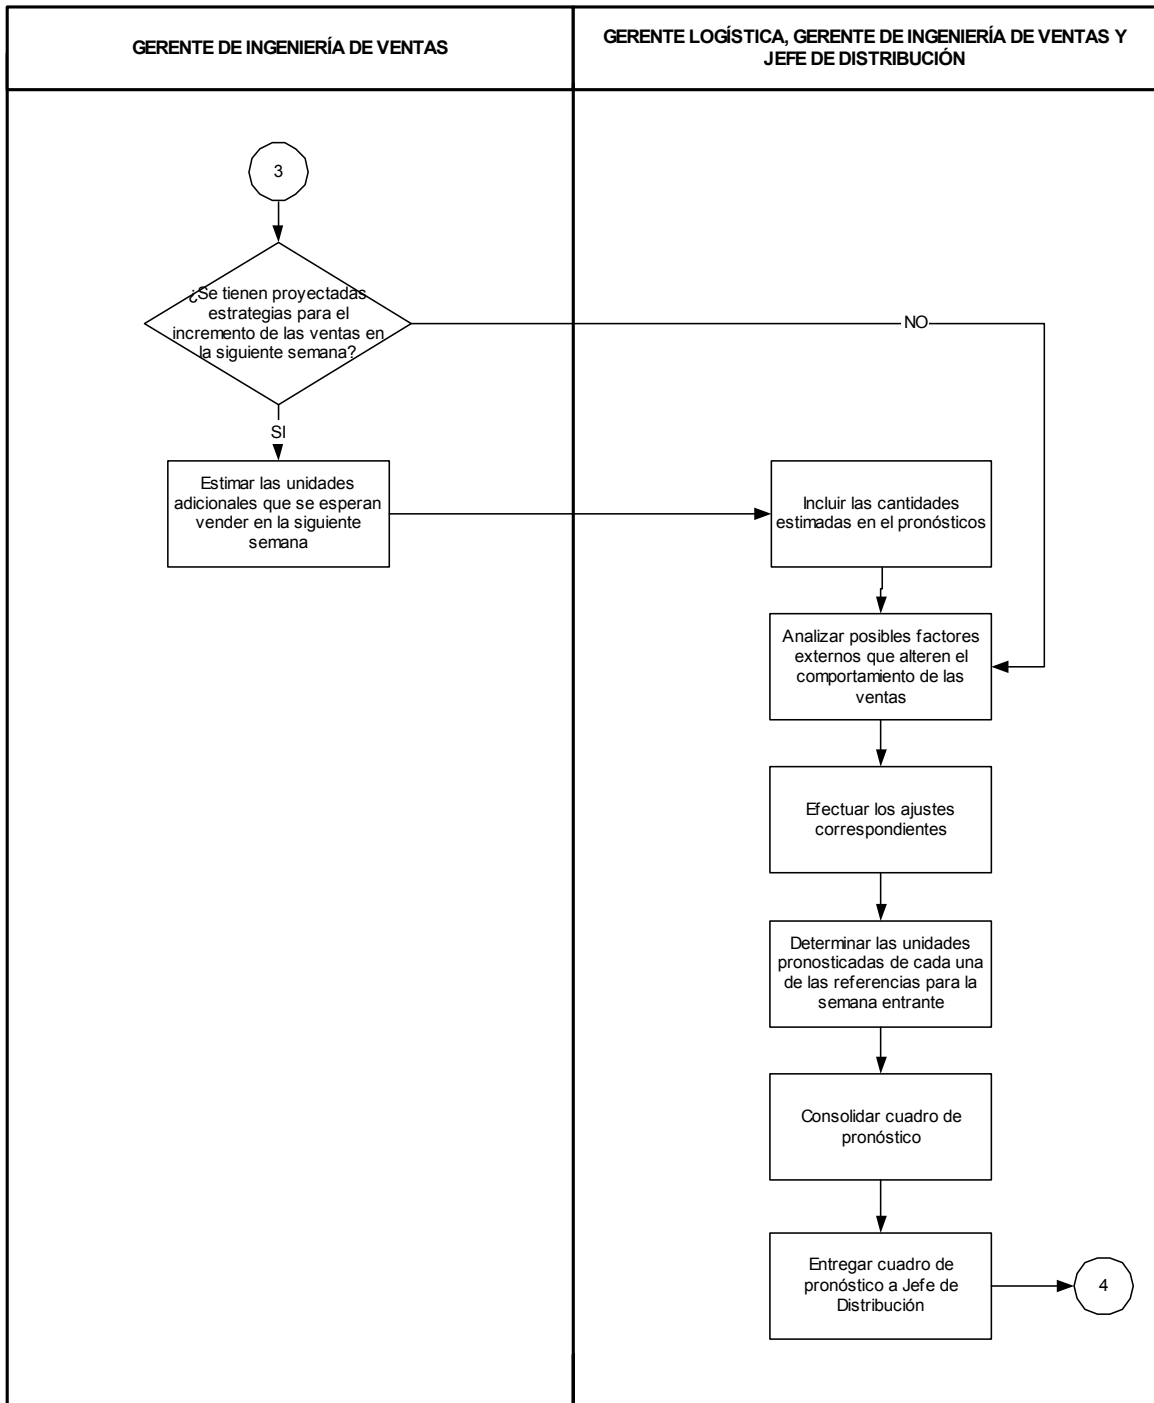 GERENTE DE INGENIERÍA DE VENTAS
GERENTE LOGÍSTICA, GERENTE DE INGENIERÍA DE VENTAS Y
JEFE DE DISTRIBUCIÓN
3
¿Se tienen proyectadas
estrategias para el
incremento de las ventas en
la siguiente semana?
NO
SI
Estimar las unidades
adicionales que se esperan
vender en la siguiente
semana
Incluir las cantidades
estimadas en el pronósticos
Analizar posibles factores
externos que alteren el
comportamiento de las
ventas
Efectuar los ajustes
correspondientes
Determinar las unidades
pronosticadas de cada una
de las referencias para la
semana entrante
Consolidar cuadro de
pronóstico
Entregar cuadro de
pronóstico a Jefe de
Distribución
4